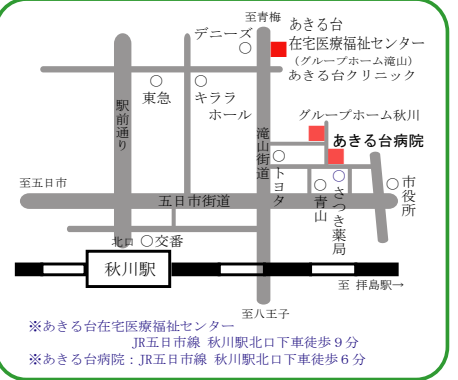 至青梅
あきる台
デニーズ
在宅医療福祉センター
(グループホーム滝山)
あきる台クリニック
東急
キララ
ホール
駅前通り
グループホーム秋川
あきる台病院
滝山街道
トヨタ
至五日市
五日市街道
青山
さつき薬局
市役所
北口
交番
秋川駅
至 拝島駅→
至八王子
※あきる台在宅医療福祉センター
JR五日市線 秋川駅北口下車徒歩９分
※あきる台病院：JR五日市線 秋川駅北口下車徒歩６分